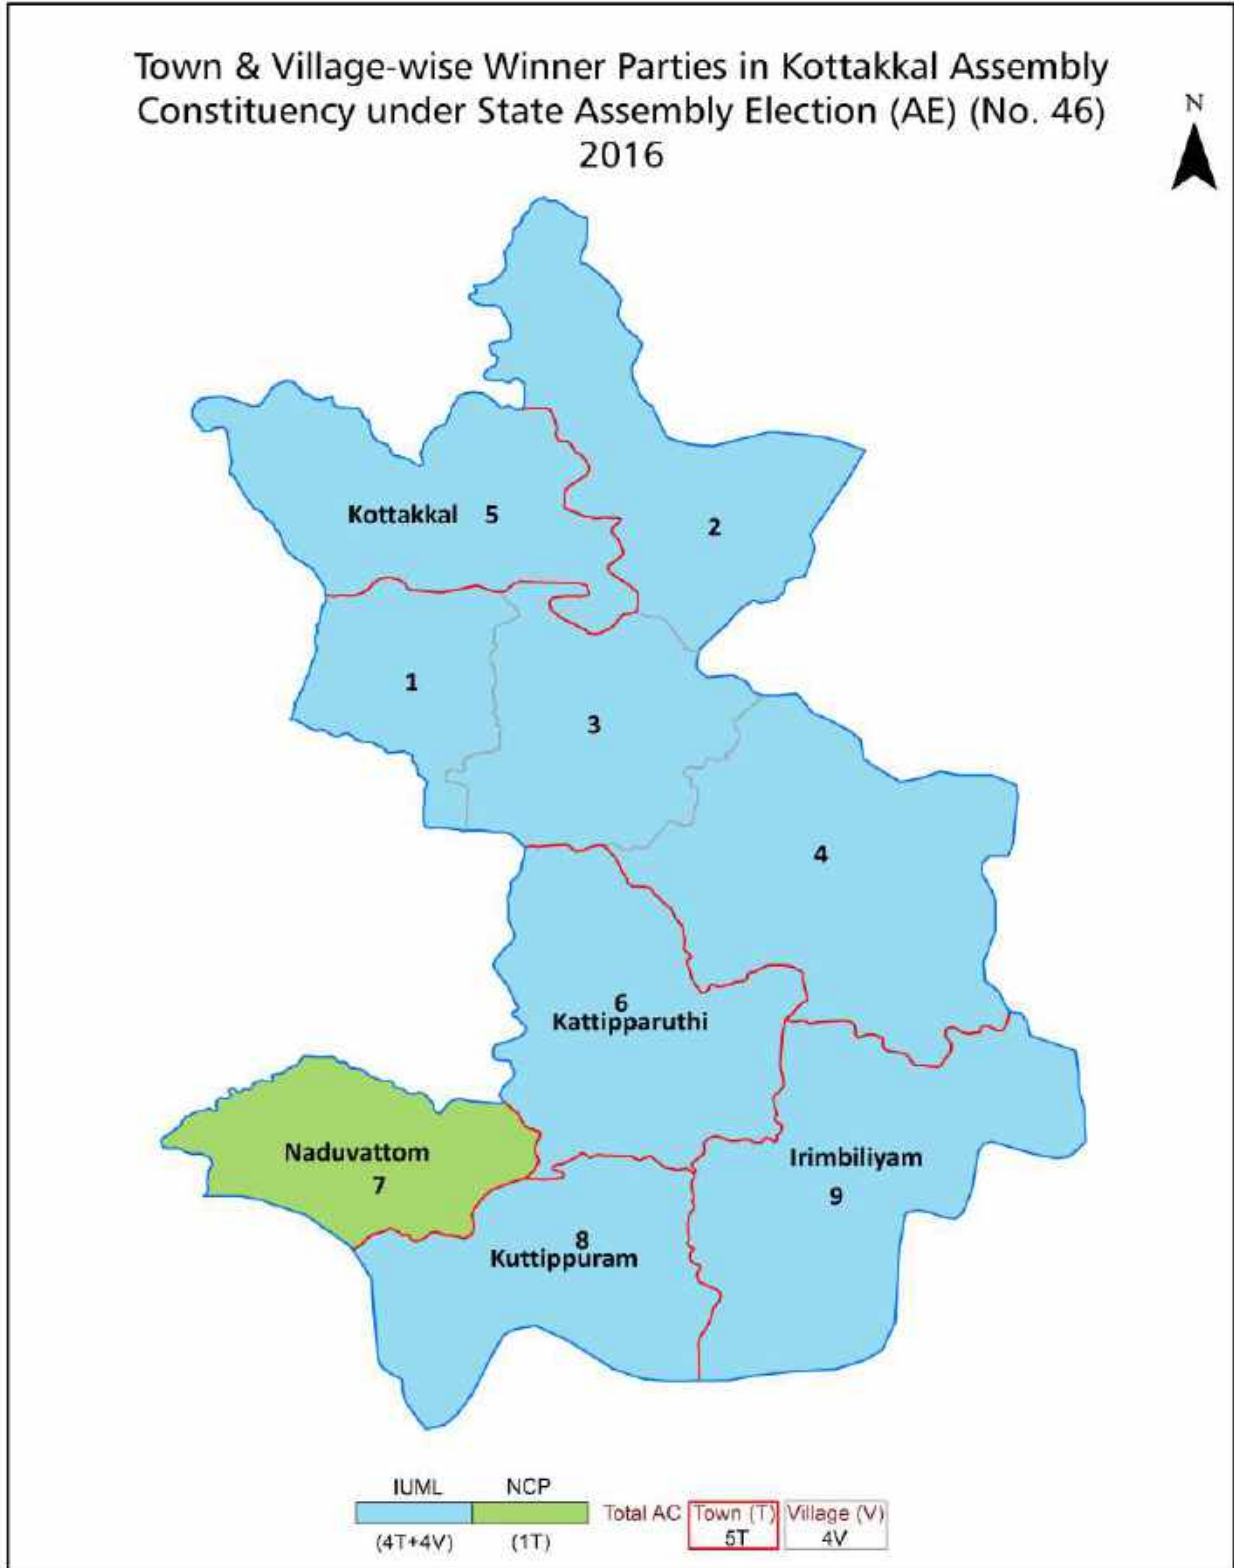 Town & Village-wise Winner Parties in Kottakkal Assembly
Constituency under State Assembly Election (AE) (No. 46)
2016
N
Kottakkal 5
2
1
3
4
6
Kattipparuthi
Naduvattom
7
Irimbiliyam
9
8
Kuttippuram
IUML NCP
Total AC Town (T) Village (V)
(4T+4V) (1T) 5T 4V